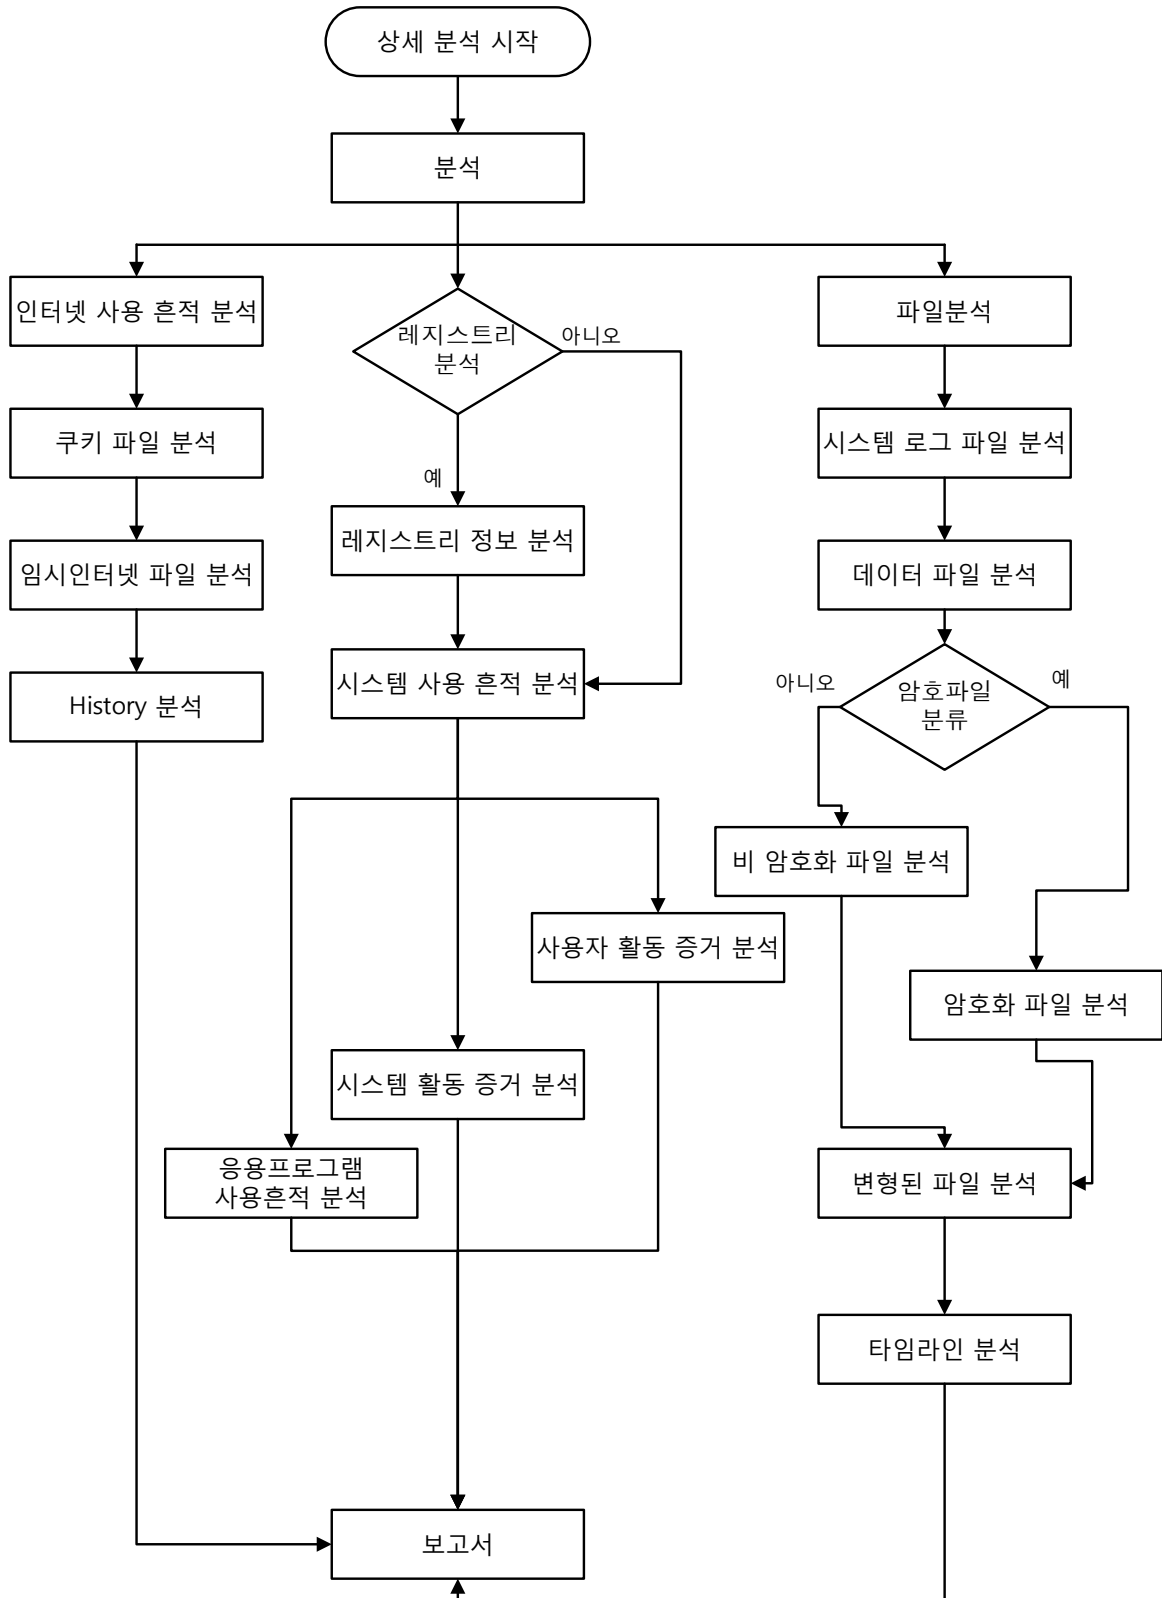 상세 분석 시작
분석
인터넷 사용 흔적 분석
레지스트리
분석
아니오
파일분석
쿠키 파일 분석
시스템 로그 파일 분석
예
레지스트리 정보 분석
임시인터넷 파일 분석
데이터 파일 분석
시스템 사용 흔적 분석
History 분석
아니오
암호파일
분류
예
비 암호화 파일 분석
사용자 활동 증거 분석
암호화 파일 분석
시스템 활동 증거 분석
응용프로그램
사용흔적 분석
변형된 파일 분석
타임라인 분석
보고서